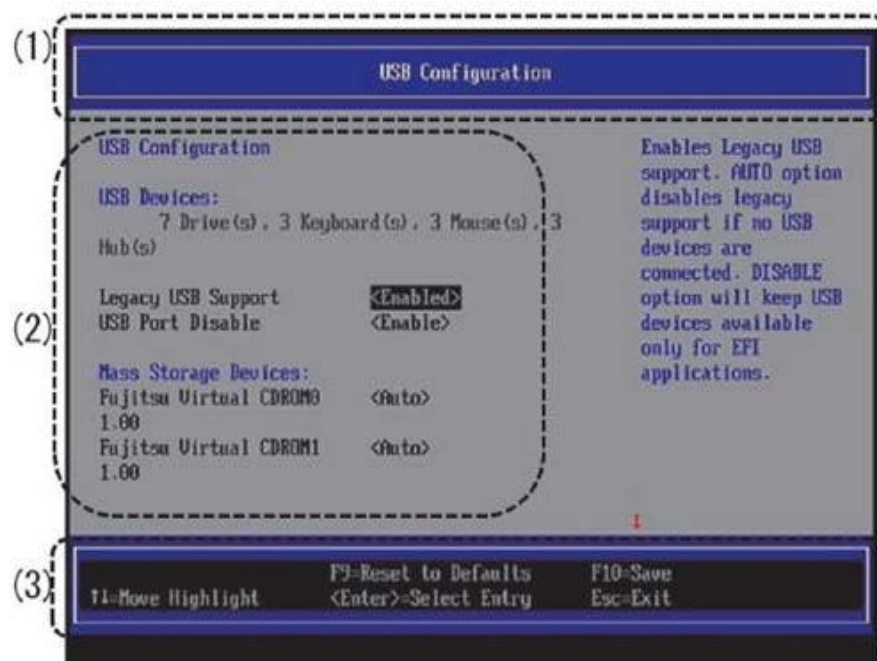 (1)
USB Configuration
(2)
USB Configuration
USB Devices:
7 Drive(s), 3 Keyboard(s), 3 Mouse(s), 3
Hub(s)
Legacy USB Support <Enabled>
USB Port Disable <Enable>
Mass Storage Devices:
Fujitsu Virtual CDROM0 <Auto>
1.00
Fujitsu Virtual CDROM1 <Auto>
1.00
Enables Legacy USB
support. AUTO option
disables legacy
support if no USB
devices are
connected. DISABLE
option will keep USB
devices available
only for EFI
applications.
(3)
F9=Reset to Defaults F10=Save
↑↓=Move Highlight <Enter>=Select Entry Esc=Exit